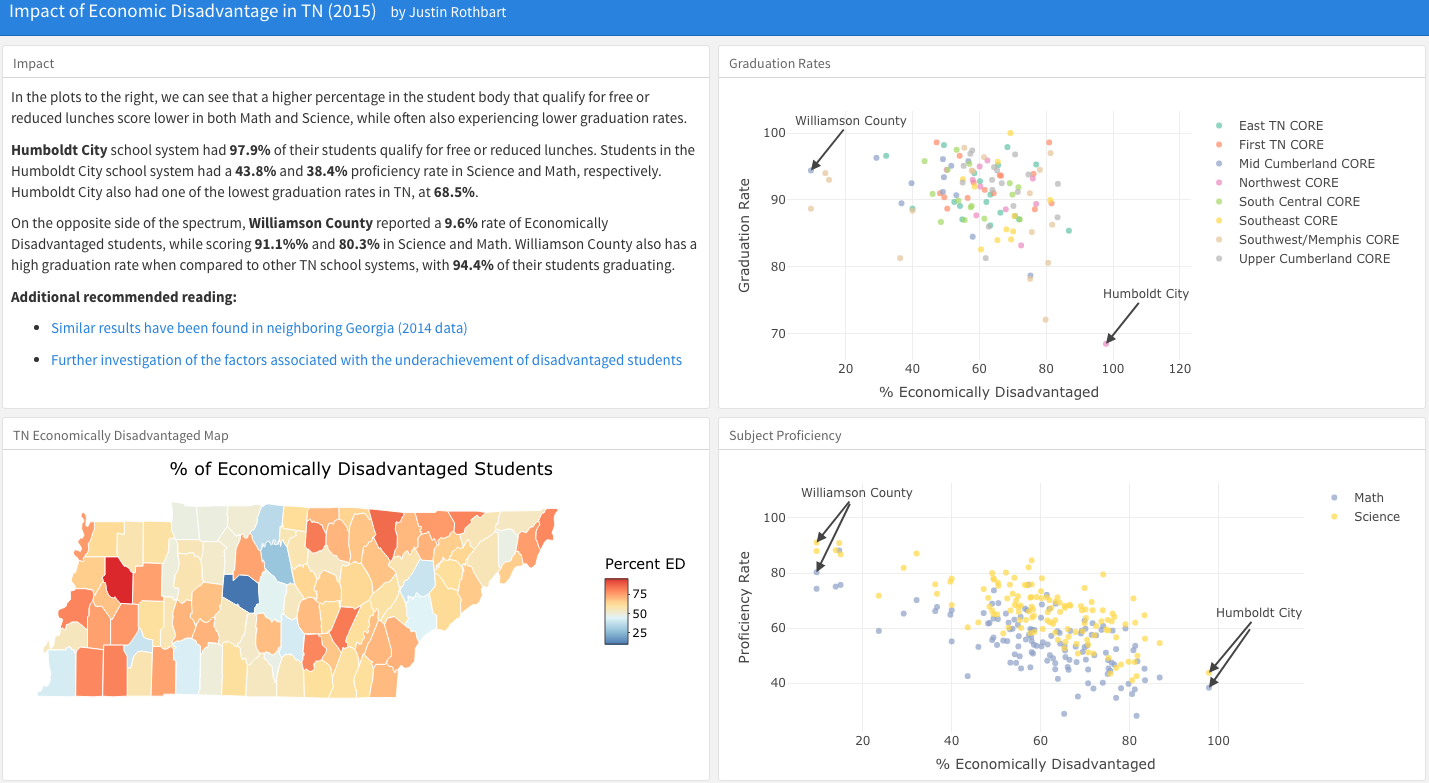 Impact of Economic Disadvantage in TN (2015) by Justin Rothbart
Impact
In the plots to the right, we can see that a higher percentage in the student body that qualify for free or
reduced lunches score lower in both Math and Science, while often also experiencing lower graduation rates.
Humboldt City school system had 97.9% of their students qualify for free or reduced lunches. Students in the
Humboldt City school system had a 43.8% and 38.4% proficiency rate in Science and Math, respectively.
Humboldt City also had one of the lowest graduation rates in TN, at 68.5%.
On the opposite side of the spectrum, Williamson County reported a 9.6% rate of Economically
Disadvantaged students, while scoring 91.1%% and 80.3% in Science and Math. Williamson County also has a
high graduation rate when compared to other TN school systems, with 94.4% of their students graduating.
Additional recommended reading:
Similar results have been found in neighboring Georgia (2014 data)
Further investigation of the factors associated with the underachievement of disadvantaged students
Graduation Rates
Williamson County
Humboldt City
Graduation Rate
100
90
80
70
20 40 60 80 100 120
% Economically Disadvantaged
East TN CORE
First TN CORE
Mid Cumberland CORE
Northwest CORE
South Central CORE
Southeast CORE
Southwest/Memphis CORE
Upper Cumberland CORE
TN Economically Disadvantaged Map
% of Economically Disadvantaged Students
Percent ED
75
50
25
Subject Proficiency
Williamson County
Humboldt City
Proficiency Rate
100
80
60
40
20 40 60 80 100
% Economically Disadvantaged
Math
Science